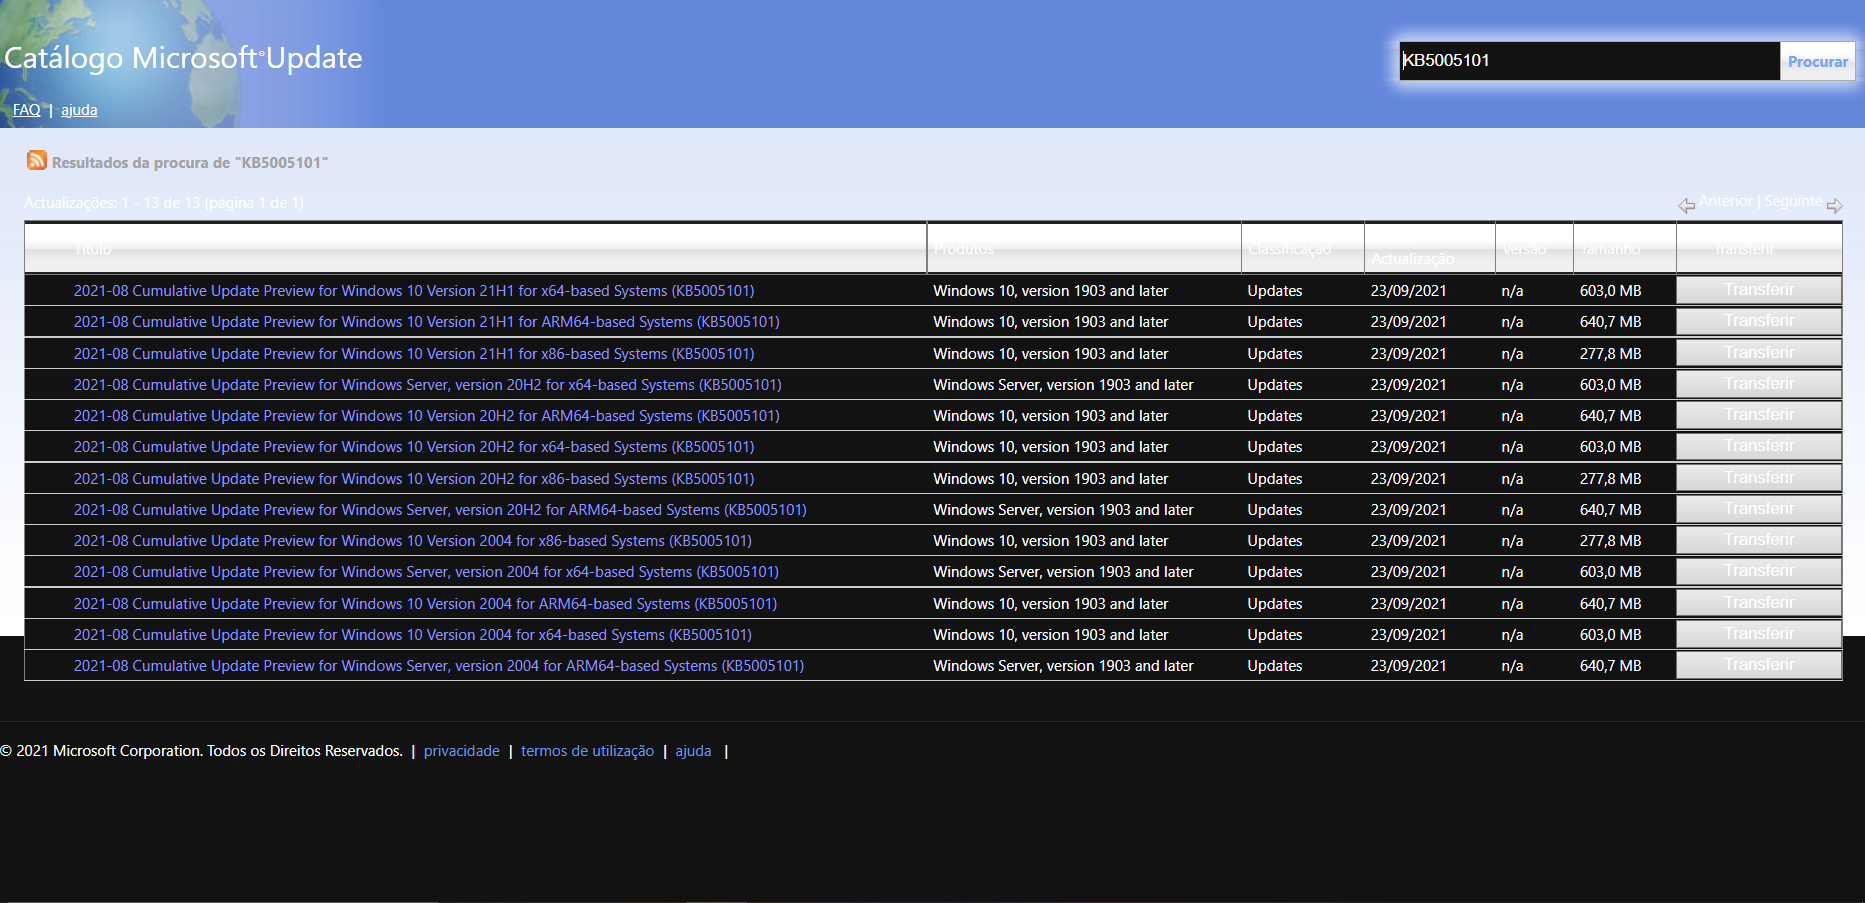 Catálogo Microsoft®Update
KB5005101 Procurar
FAQ | ajuda
Resultados da procura de "KB5005101"
Actualizações: 1 - 13 de 13 (página 1 de 1) Anterior | Seguinte
Título Produtos Classificação Actualização Versão Tamanho Transferir
2021-08 Cumulative Update Preview for Windows 10 Version 21H1 for x64-based Systems (KB5005101) Windows 10, version 1903 and later Updates 23/09/2021 n/a 603,0 MB Transferir
2021-08 Cumulative Update Preview for Windows 10 Version 21H1 for ARM64-based Systems (KB5005101) Windows 10, version 1903 and later Updates 23/09/2021 n/a 640,7 MB Transferir
2021-08 Cumulative Update Preview for Windows 10 Version 21H1 for x86-based Systems (KB5005101) Windows 10, version 1903 and later Updates 23/09/2021 n/a 277,8 MB Transferir
2021-08 Cumulative Update Preview for Windows Server, version 20H2 for x64-based Systems (KB5005101) Windows Server, version 1903 and later Updates 23/09/2021 n/a 603,0 MB Transferir
2021-08 Cumulative Update Preview for Windows 10 Version 20H2 for ARM64-based Systems (KB5005101) Windows 10, version 1903 and later Updates 23/09/2021 n/a 640,7 MB Transferir
2021-08 Cumulative Update Preview for Windows 10 Version 20H2 for x64-based Systems (KB5005101) Windows 10, version 1903 and later Updates 23/09/2021 n/a 603,0 MB Transferir
2021-08 Cumulative Update Preview for Windows 10 Version 20H2 for x86-based Systems (KB5005101) Windows 10, version 1903 and later Updates 23/09/2021 n/a 277,8 MB Transferir
2021-08 Cumulative Update Preview for Windows Server, version 20H2 for ARM64-based Systems (KB5005101) Windows Server, version 1903 and later Updates 23/09/2021 n/a 640,7 MB Transferir
2021-08 Cumulative Update Preview for Windows 10 Version 2004 for x86-based Systems (KB5005101) Windows 10, version 1903 and later Updates 23/09/2021 n/a 277,8 MB Transferir
2021-08 Cumulative Update Preview for Windows Server, version 2004 for x64-based Systems (KB5005101) Windows Server, version 1903 and later Updates 23/09/2021 n/a 603,0 MB Transferir
2021-08 Cumulative Update Preview for Windows 10 Version 2004 for ARM64-based Systems (KB5005101) Windows 10, version 1903 and later Updates 23/09/2021 n/a 640,7 MB Transferir
2021-08 Cumulative Update Preview for Windows 10 Version 2004 for x64-based Systems (KB5005101) Windows 10, version 1903 and later Updates 23/09/2021 n/a 603,0 MB Transferir
2021-08 Cumulative Update Preview for Windows Server, version 2004 for ARM64-based Systems (KB5005101) Windows Server, version 1903 and later Updates 23/09/2021 n/a 640,7 MB Transferir
© 2021 Microsoft Corporation. Todos os Direitos Reservados. | privacidade | termos de utilização | ajuda |